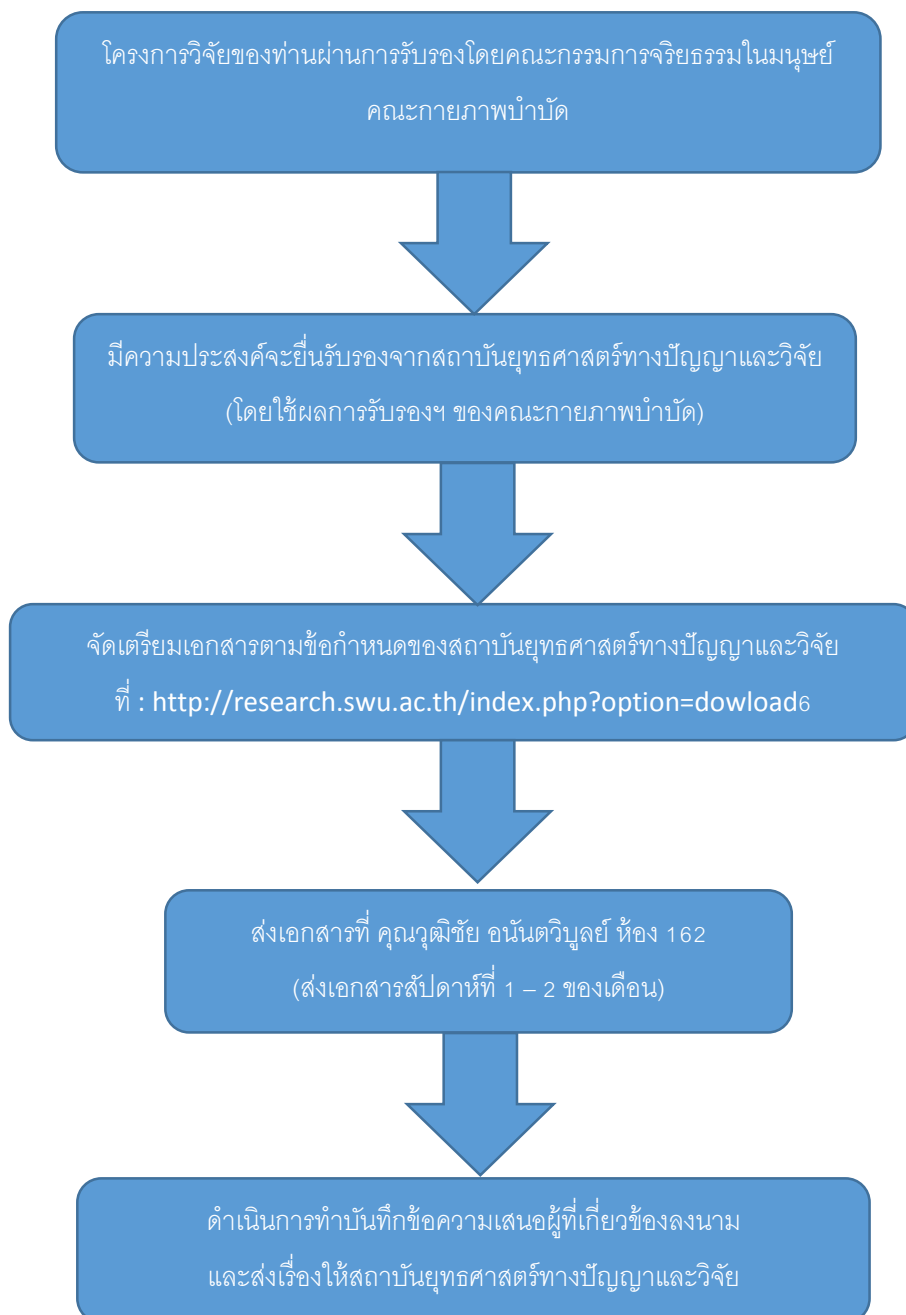 โครงการวิจัยของท่านผ่านการรับรองโดยคณะกรรมการจริยธรรมในมนุษย์
คณะกายภาพบำบัด
มีความประสงค์จะยื่นรับรองจากสถาบันยุทธศาสตร์ทางปัญญาและวิจัย
(โดยใช้ผลการรับรองฯ ของคณะกายภาพบำบัด)
จัดเตรียมเอกสารตามข้อกำหนดของสถาบันยุทธศาสตร์ทางปัญญาและวิจัย
ที่ : http://research.swu.ac.th/index.php?option=dowload6
ส่งเอกสารที่ คุณวุฒิชัย อนันตวิบูลย์ ห้อง 162
(ส่งเอกสารสัปดาห์ที่ 1 – 2 ของเดือน)
ดำเนินการทำบันทึกข้อความเสนอผู้ที่เกี่ยวข้องลงนาม
และส่งเรื่องให้สถาบันยุทธศาสตร์ทางปัญญาและวิจัย